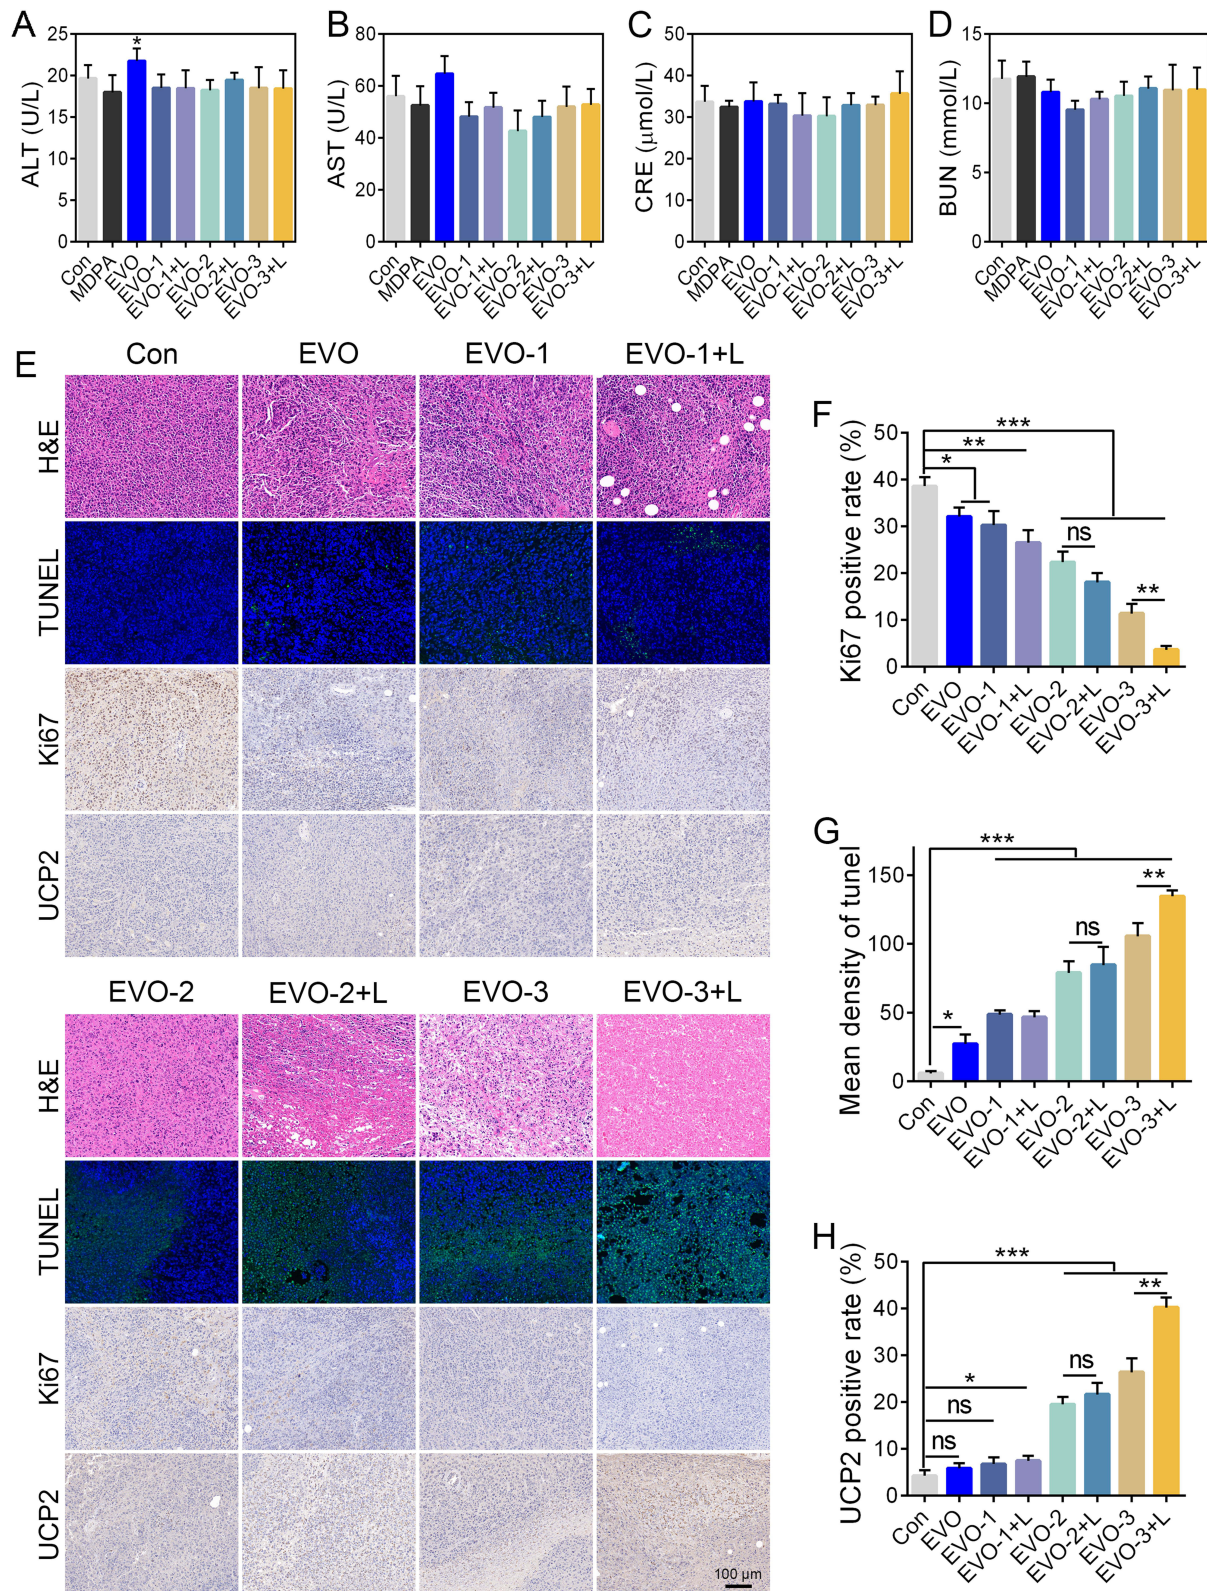 A
ALT (U/L)
25
20
15
10
5
0
*
Con
MDPA
EVO
EVO-1
EVO-1+L
EVO-2
EVO-2+L
EVO-3
EVO-3+L
B
AST (U/L)
80
60
40
20
0
Con
MDPA
EVO
EVO-1
EVO-1+L
EVO-2
EVO-2+L
EVO-3
EVO-3+L
C
CRE (μmol/L)
50
40
30
20
10
0
Con
MDPA
EVO
EVO-1
EVO-1+L
EVO-2
EVO-2+L
EVO-3
EVO-3+L
D
BUN (mmol/L)
15
10
5
0
Con
MDPA
EVO
EVO-1
EVO-1+L
EVO-2
EVO-2+L
EVO-3
EVO-3+L
E
Con EVO EVO-1 EVO-1+L
H&E
TUNEL
Ki67
UCP2
EVO-2 EVO-2+L EVO-3 EVO-3+L
H&E
TUNEL
Ki67
UCP2
100 μm
F
Ki67 positive rate (%)
50
40
30
20
10
0
***
**
*
ns
**
Con
EVO
EVO-1
EVO-1+L
EVO-2
EVO-2+L
EVO-3
EVO-3+L
G
Mean density of tunel
150
100
50
0
***
**
ns
*
Con
EVO
EVO-1
EVO-1+L
EVO-2
EVO-2+L
EVO-3
EVO-3+L
H
UCP2 positive rate (%)
50
40
30
20
10
0
***
**
ns
*
ns
ns
Con
EVO
EVO-1
EVO-1+L
EVO-2
EVO-2+L
EVO-3
EVO-3+L